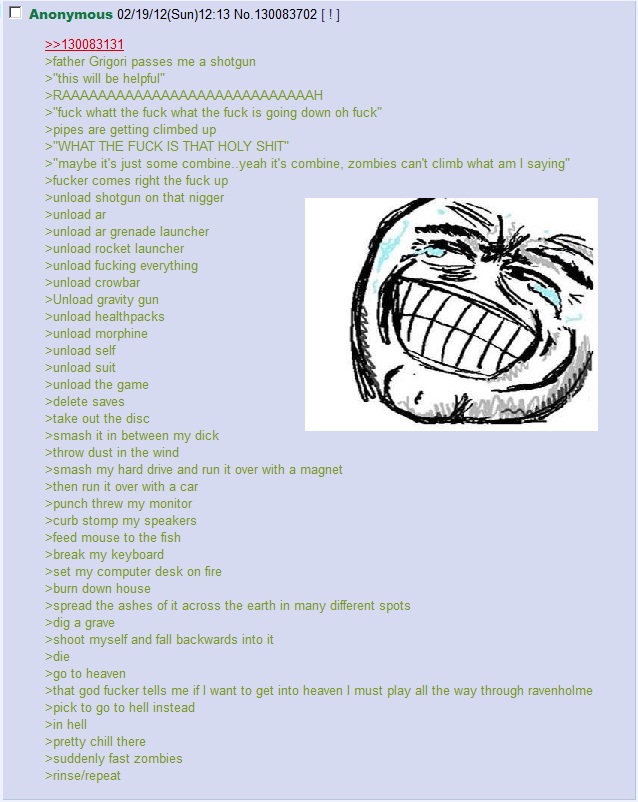 Anonymous 02/19/12(Sun)12:13 No.130083702 [ ! ]
>>130083131
>father Grigori passes me a shotgun
>"this will be helpful"
>RAAAAAAAAAAAAAAAAAAAAAAAAAAAAH
>"fuck whatt the fuck what the fuck is going down oh fuck"
>pipes are getting climbed up
>"WHAT THE FUCK IS THAT HOLY SHIT"
>"maybe it's just some combine..yeah it's combine, zombies can't climb what am I saying"
>fucker comes right the fuck up
>unload shotgun on that nigger
>unload ar
>unload ar grenade launcher
>unload rocket launcher
>unload fucking everything
>unload crowbar
>Unload gravity gun
>unload healthpacks
>unload morphine
>unload self
>unload suit
>unload the game
>delete saves
>take out the disc
>smash it in between my dick
>throw dust in the wind
>smash my hard drive and run it over with a magnet
>then run it over with a car
>punch threw my monitor
>curb stomp my speakers
>feed mouse to the fish
>break my keyboard
>set my computer desk on fire
>burn down house
>spread the ashes of it across the earth in many different spots
>dig a grave
>shoot myself and fall backwards into it
>die
>go to heaven
>that god fucker tells me if I want to get into heaven I must play all the way through ravenholme
>pick to go to hell instead
>in hell
>pretty chill there
>suddenly fast zombies
>rinse/repeat